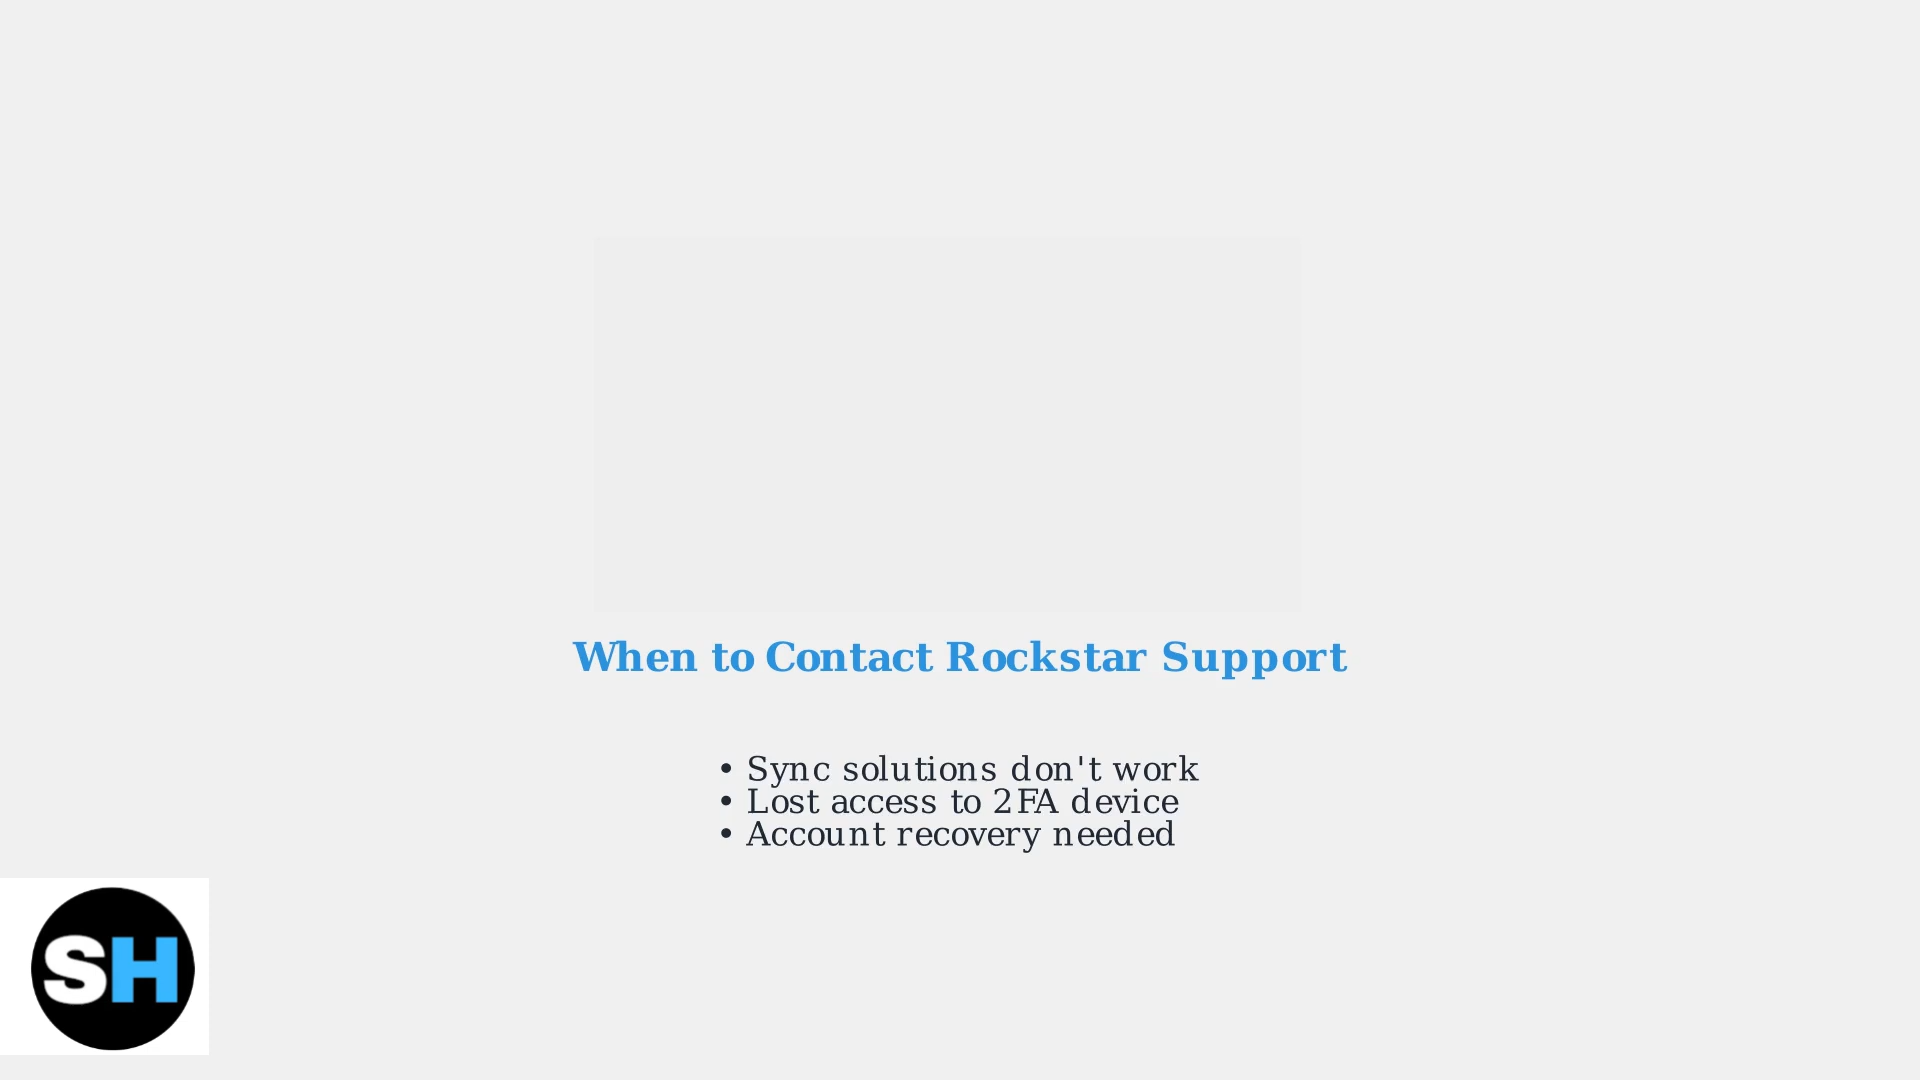 When to Contact Rockstar Support
• Sync solutions don't work
• Lost access to 2FA device
• Account recovery needed
SH